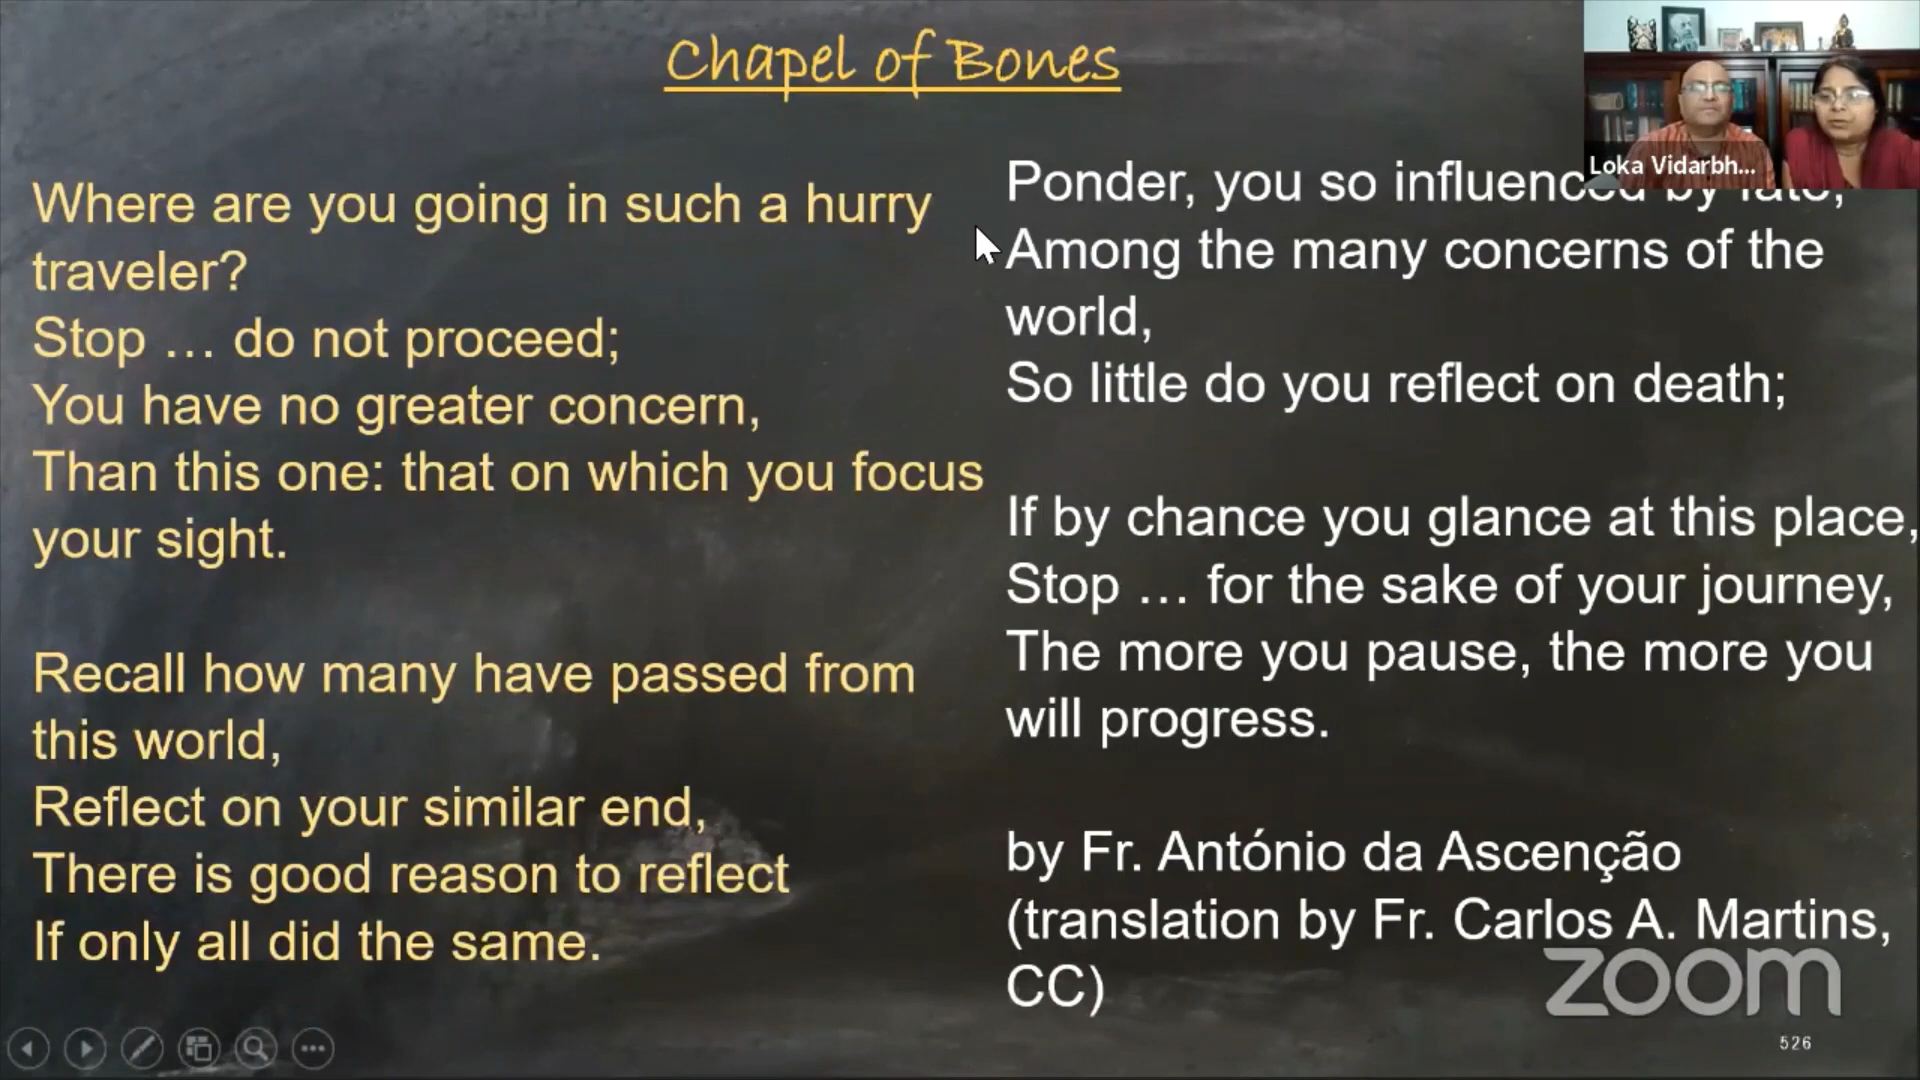 Chapel of Bones
Where are you going in such a hurry
traveler?
Stop … do not proceed;
You have no greater concern,
Than this one: that on which you focus
your sight.
Recall how many have passed from
this world,
Reflect on your similar end,
There is good reason to reflect
If only all did the same.
Ponder, you so influenced by fate,
Among the many concerns of the
world,
So little do you reflect on death;
If by chance you glance at this place,
Stop … for the sake of your journey,
The more you pause, the more you
will progress.
by Fr. António da Ascenção
(translation by Fr. Carlos A. Martins,
CC)
Loka Vidarbh...
zoom
526